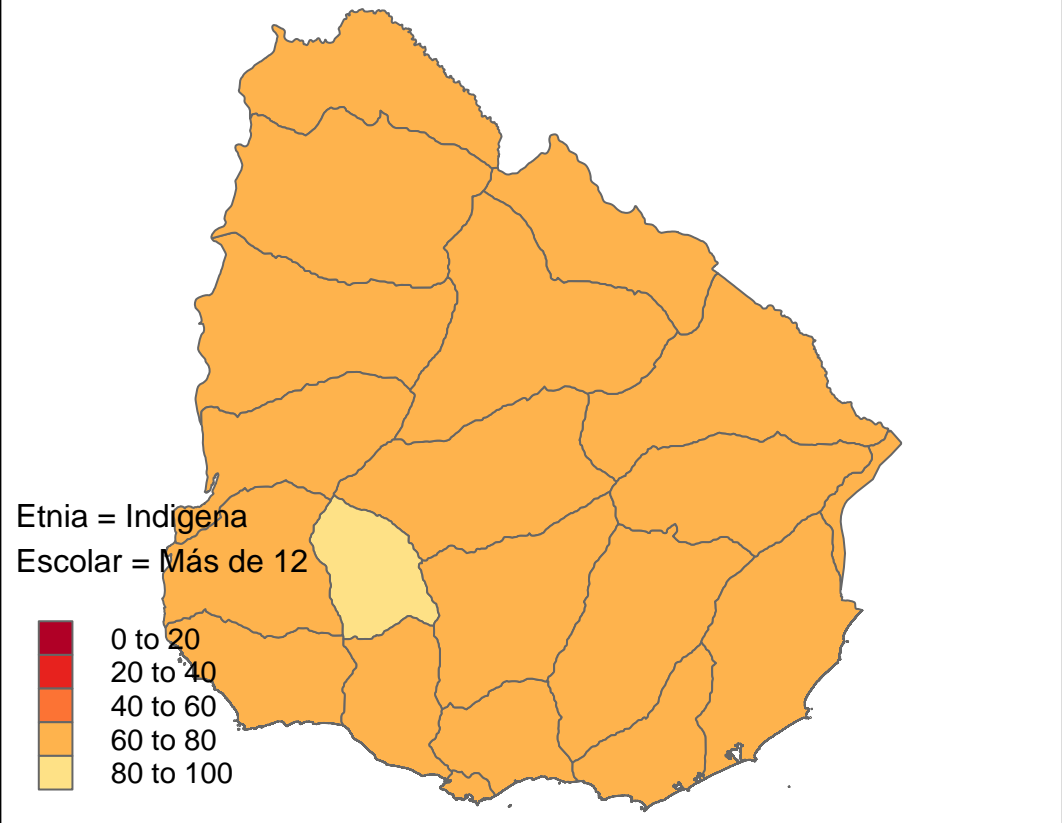 Etnia = Indigena
Escolar = Más de 12
0 to 20
20 to 40
40 to 60
60 to 80
80 to 100